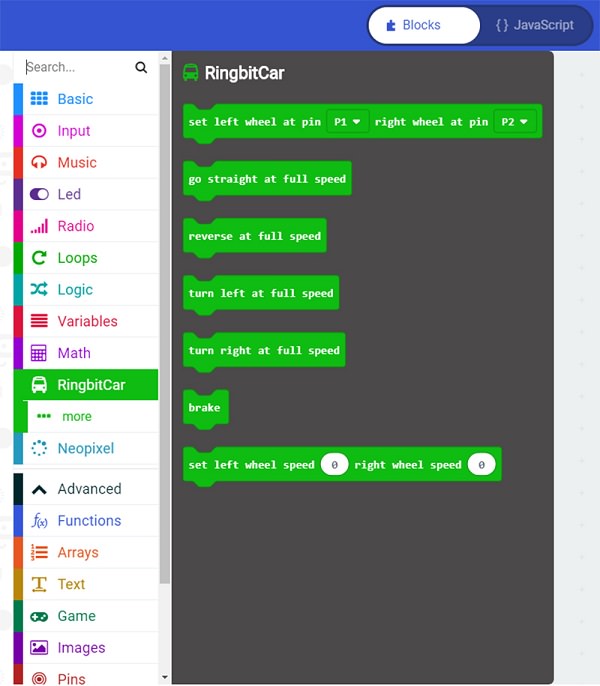 Blocks
{ } JavaScript
Search...
Basic
Input
Music
Led
Radio
Loops
Logic
Variables
Math
RingbitCar
more
Neopixel
Advanced
f(x) Functions
Arrays
Text
Game
Images
Pins
RingbitCar
set left wheel at pin P1 right wheel at pin P2
go straight at full speed
reverse at full speed
turn left at full speed
turn right at full speed
brake
set left wheel speed 0 right wheel speed 0